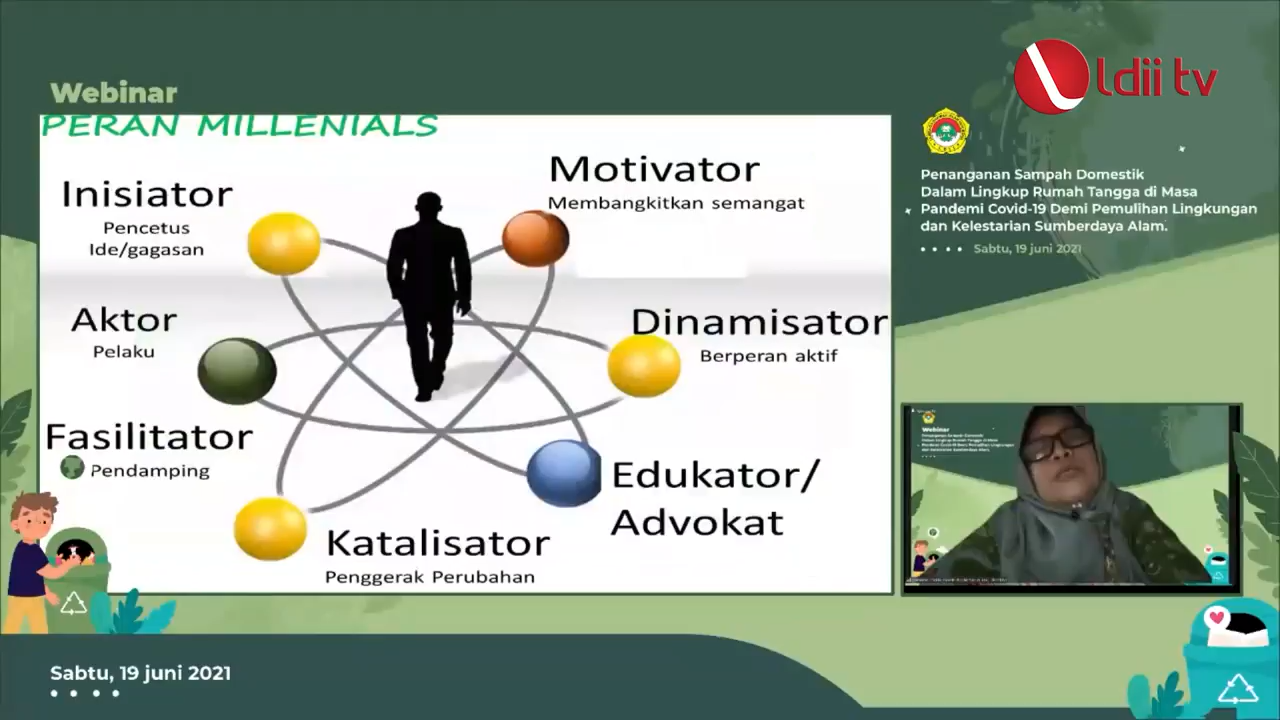 ldii tv
Webinar
PERAN MILLENIALS
Inisiator
Pencetus
Ide/gagasan
Motivator
Membangkitkan semangat
Aktor
Pelaku
Dinamisator
Berperan aktif
Fasilitator
Pendamping
Edukator/
Advokat
Katalisator
Penggerak Perubahan
Penanganan Sampah Domestik
Dalam Lingkup Rumah Tangga di Masa
Pandemi Covid-19 Demi Pemulihan Lingkungan
dan Kelestarian Sumberdaya Alam.
Sabtu, 19 juni 2021
Webinar
Sabtu, 19 juni 2021